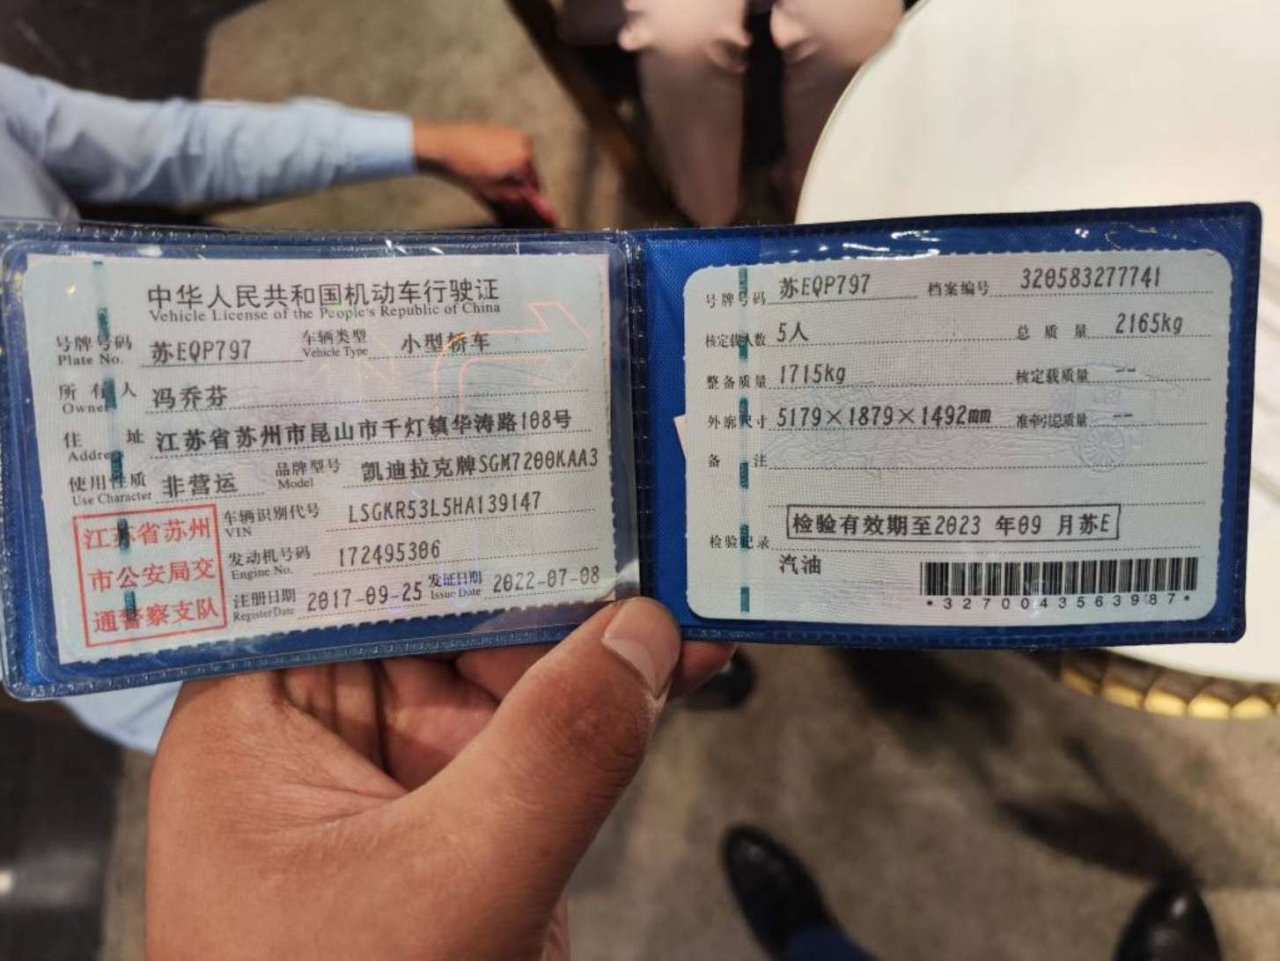 中华人民共和国机动车行驶证
Vehicle License of the People's Republic of China
号牌号码 苏EQP797 车辆类型 小型轿车
Plate No. Vehicle Type
所有人 冯乔芬
Owner
住址 江苏省苏州市昆山市千灯镇华涛路108号
Address
使用性质 非营运 品牌型号 凯迪拉克牌SGM7200KAA3
Use Character Model
江苏省苏州
市公安局交
通警察支队
车辆识别代号 LSGKR53L5HA139147
VIN
发动机号码 172495306
Engine No.
注册日期 2017-09-25 发证日期 2022-07-08
Register Date Issue Date
号牌号码 苏EQP797 档案编号 320583277741
核定载人数 5人 总质量 2165kg
整备质量 1715kg 核定载质量 --
外廓尺寸 5179×1879×1492mm 准牵引总质量 --
备注
检验有效期至2023 年09 月苏E
检验记录
汽油
*3270043563987*